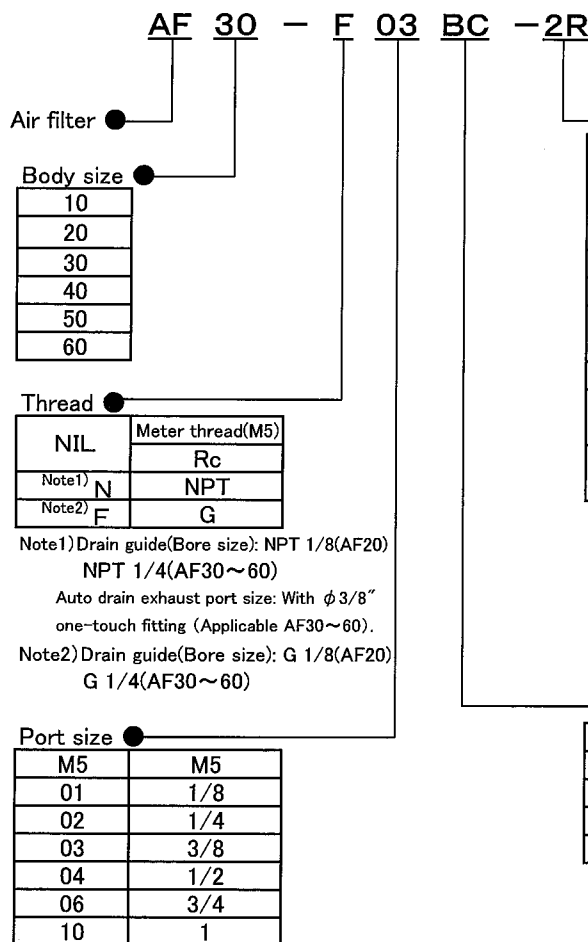 AF 30 － F 03 BC －2R
Air filter
Body size
10
20
30
40
50
60
Thread
NIL
Meter thread(M5)
Rc
Note1) N NPT
Note2) F G
Note1)Drain guide(Bore size): NPT 1/8(AF20)
NPT 1/4(AF30～60)
Auto drain exhaust port size: With φ3/8″
one-touch fitting (Applicable AF30～60).
Note2)Drain guide(Bore size): G 1/8(AF20)
G 1/4(AF30～60)
Port size
M5 M5
01 1/8
02 1/4
03 3/8
04 1/2
06 3/4
10 1